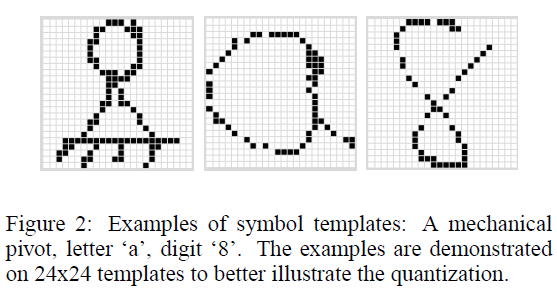 Figure 2: Examples of symbol templates: A mechanical
pivot, letter ‘a’, digit ‘8’. The examples are demonstrated
on 24x24 templates to better illustrate the quantization.